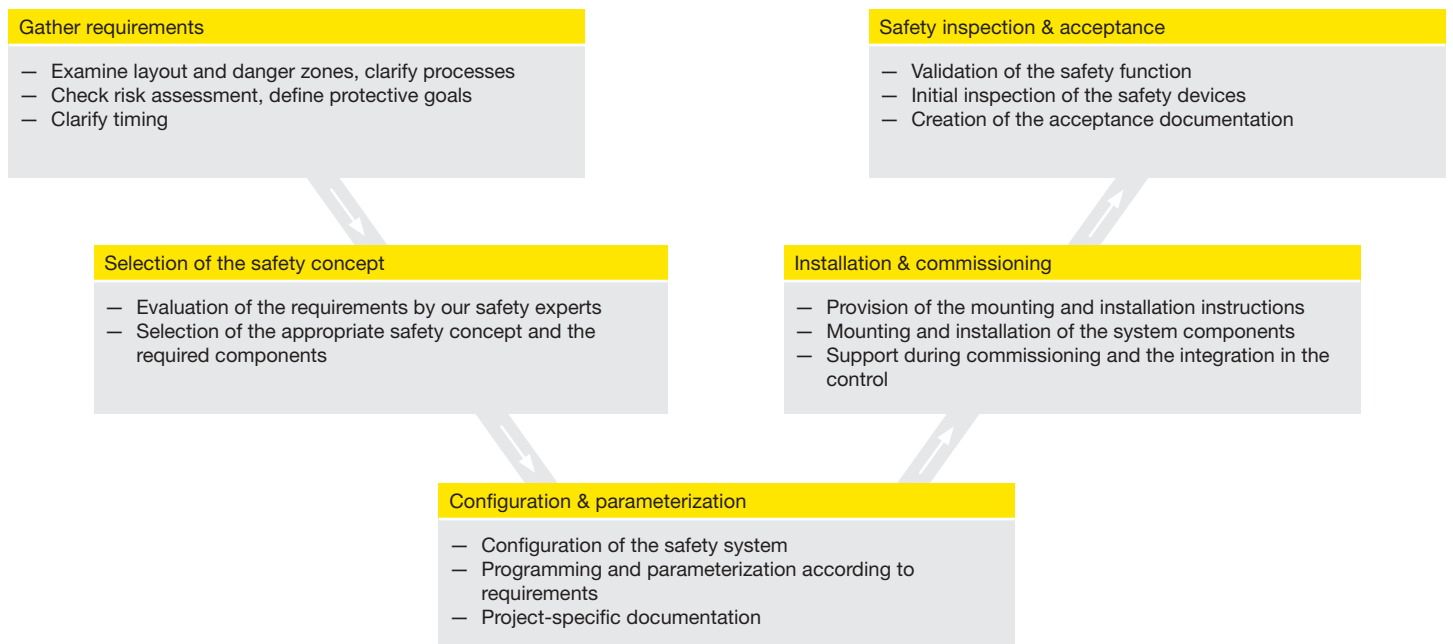 Gather requirements
— Examine layout and danger zones, clarify processes
— Check risk assessment, define protective goals
— Clarify timing
Selection of the safety concept
— Evaluation of the requirements by our safety experts
— Selection of the appropriate safety concept and the
required components
Configuration & parameterization
— Configuration of the safety system
— Programming and parameterization according to
requirements
— Project-specific documentation
Installation & commissioning
— Provision of the mounting and installation instructions
— Mounting and installation of the system components
— Support during commissioning and the integration in the
control
Safety inspection & acceptance
— Validation of the safety function
— Initial inspection of the safety devices
— Creation of the acceptance documentation